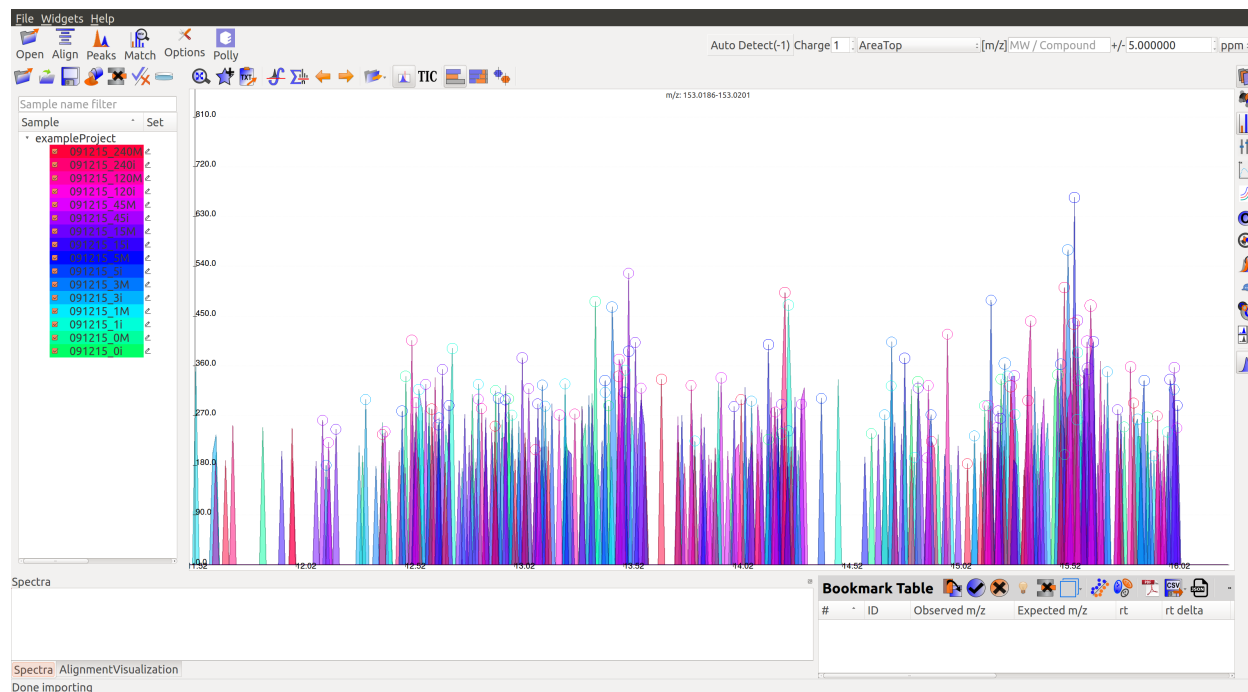 File Widgets Help
Open Align Peaks Match Options Polly
Auto Detect(-1) Charge 1 AreaTop [m/z] MW / Compound +/- 5.000000 ppm
TIC
Sample name filter
Sample Set
exampleProject
091215_240M
091215_240i
091215_120M
091215_120i
091215_45M
091215_45i
091215_15M
091215_15i
091215_5M
091215_5i
091215_3M
091215_3i
091215_1M
091215_1i
091215_0M
091215_0i
m/z: 153.0186-153.0201
810.0
720.0
630.0
540.0
450.0
360.0
270.0
180.0
90.0
0.0
11.52 12.02 12.52 13.02 13.52 14.02 14.52 15.02 15.52 16.02
Spectra
Bookmark Table
# ID Observed m/z Expected m/z rt rt delta
Spectra AlignmentVisualization
Done importing